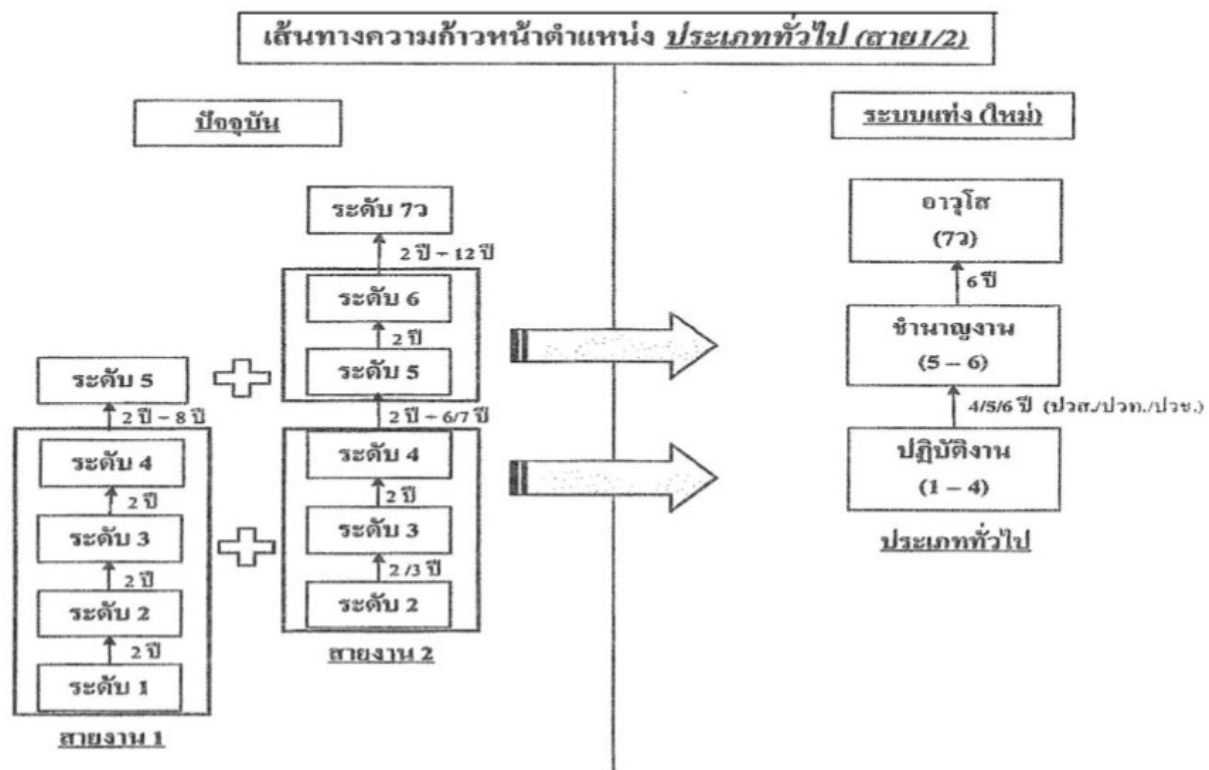 เส้นทางความก้าวหน้าตำแหน่ง ประเภททั่วไป (สาย1/2)
ปัจจุบัน
ระดับ 5
2 ปี - 8 ปี
ระดับ 4
2 ปี
ระดับ 3
2 ปี
ระดับ 2
2 ปี
ระดับ 1
สายงาน 1
ระดับ 7ว
2 ปี - 12 ปี
ระดับ 6
2 ปี
ระดับ 5
2 ปี - 6/7 ปี
ระดับ 4
2 ปี
ระดับ 3
2 /3 ปี
ระดับ 2
สายงาน 2
ระบบแท่ง (ใหม่)
อาวุโส
(7ว)
6 ปี
ชำนาญงาน
(5 - 6)
4/5/6 ปี (ปวส./ปวท./ปวช.)
ปฏิบัติงาน
(1 - 4)
ประเภททั่วไป